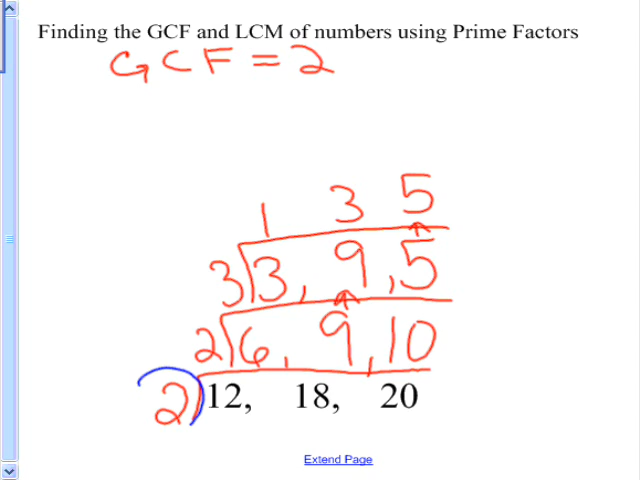 Finding the GCF and LCM of numbers using Prime Factors
GCF = 2
1 3 5
3 3, 9, 5
2 6, 9, 10
2 12, 18, 20
Extend Page